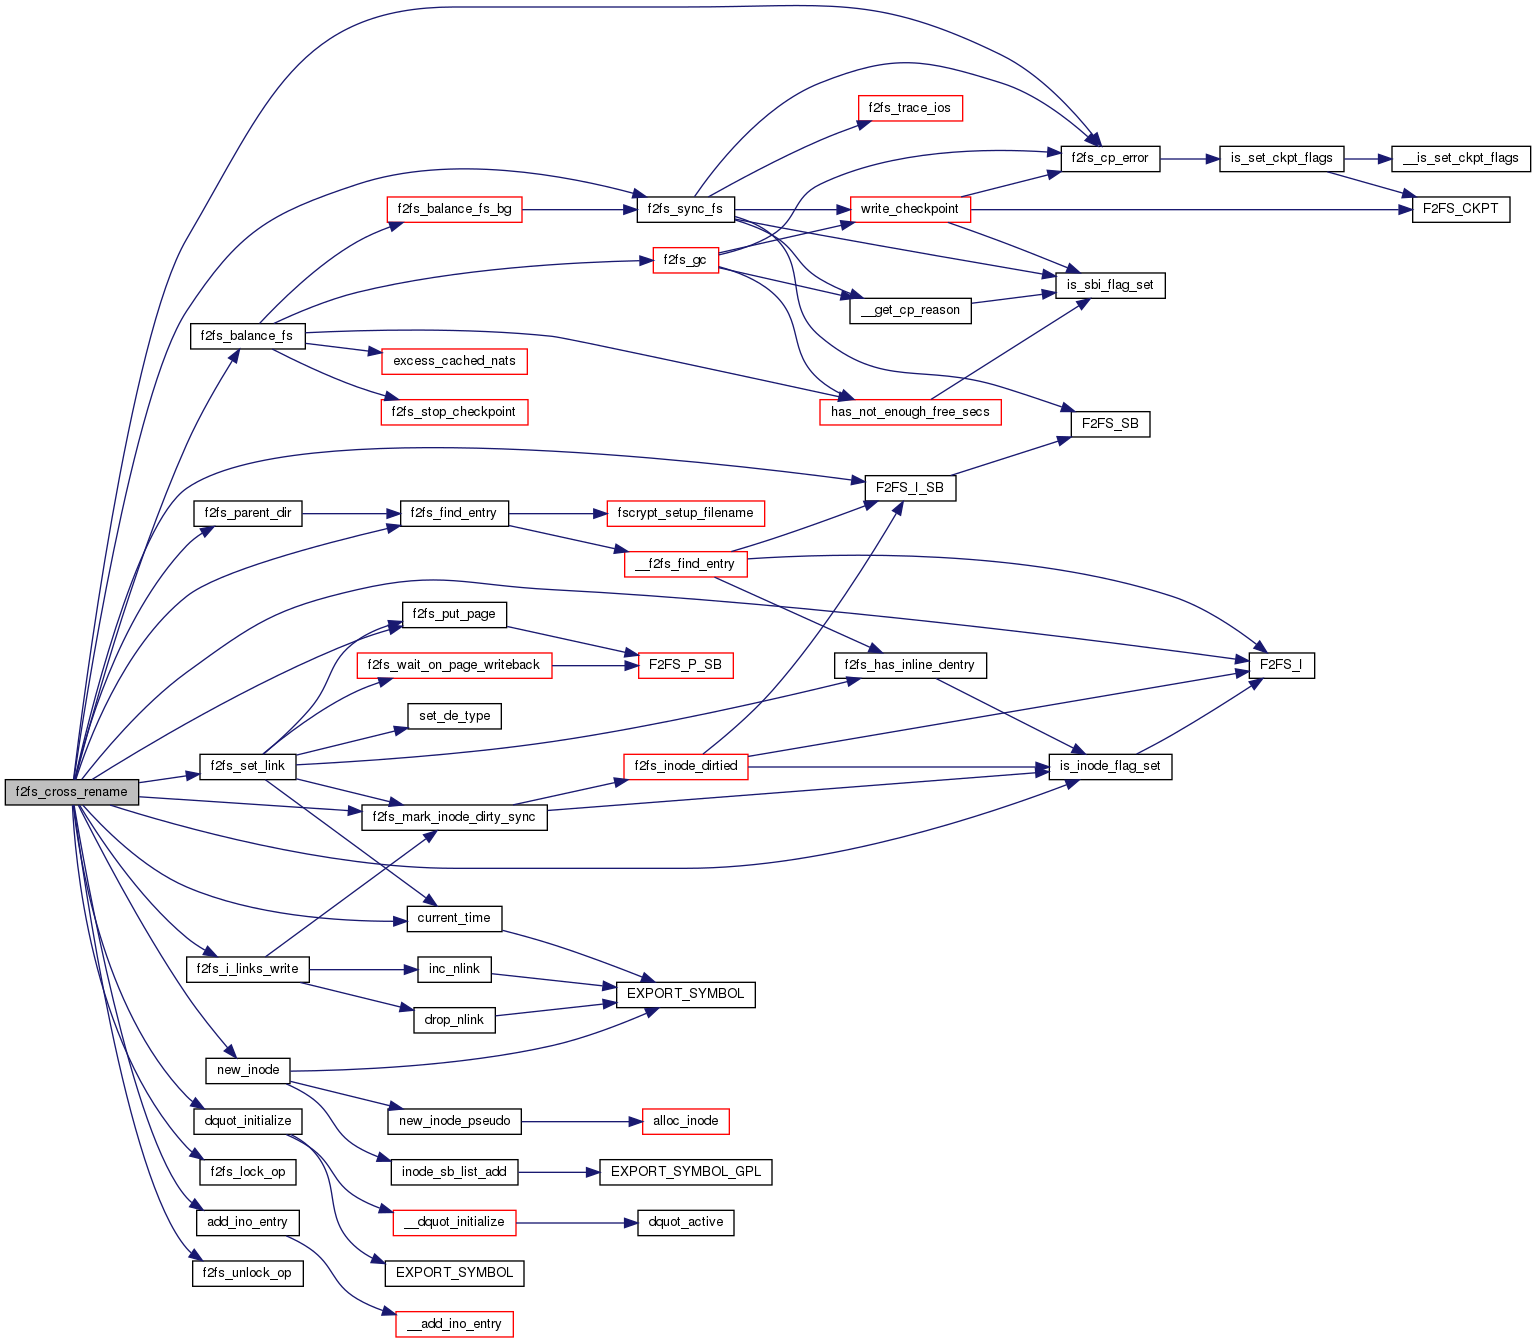 f2fs_cross_rename
f2fs_balance_fs
f2fs_balance_fs_bg
f2fs_sync_fs
f2fs_trace_ios
f2fs_cp_error
is_set_ckpt_flags
__is_set_ckpt_flags
F2FS_CKPT
write_checkpoint
f2fs_gc
is_sbi_flag_set
__get_cp_reason
excess_cached_nats
f2fs_stop_checkpoint
has_not_enough_free_secs
F2FS_SB
F2FS_I_SB
f2fs_parent_dir
f2fs_find_entry
fscrypt_setup_filename
__f2fs_find_entry
f2fs_put_page
f2fs_wait_on_page_writeback
F2FS_P_SB
f2fs_has_inline_dentry
F2FS_I
set_de_type
f2fs_set_link
f2fs_inode_dirtied
is_inode_flag_set
f2fs_mark_inode_dirty_sync
current_time
f2fs_i_links_write
inc_nlink
EXPORT_SYMBOL
drop_nlink
new_inode
dquot_initialize
new_inode_pseudo
alloc_inode
f2fs_lock_op
inode_sb_list_add
EXPORT_SYMBOL_GPL
add_ino_entry
__dquot_initialize
dquot_active
f2fs_unlock_op
EXPORT_SYMBOL
__add_ino_entry